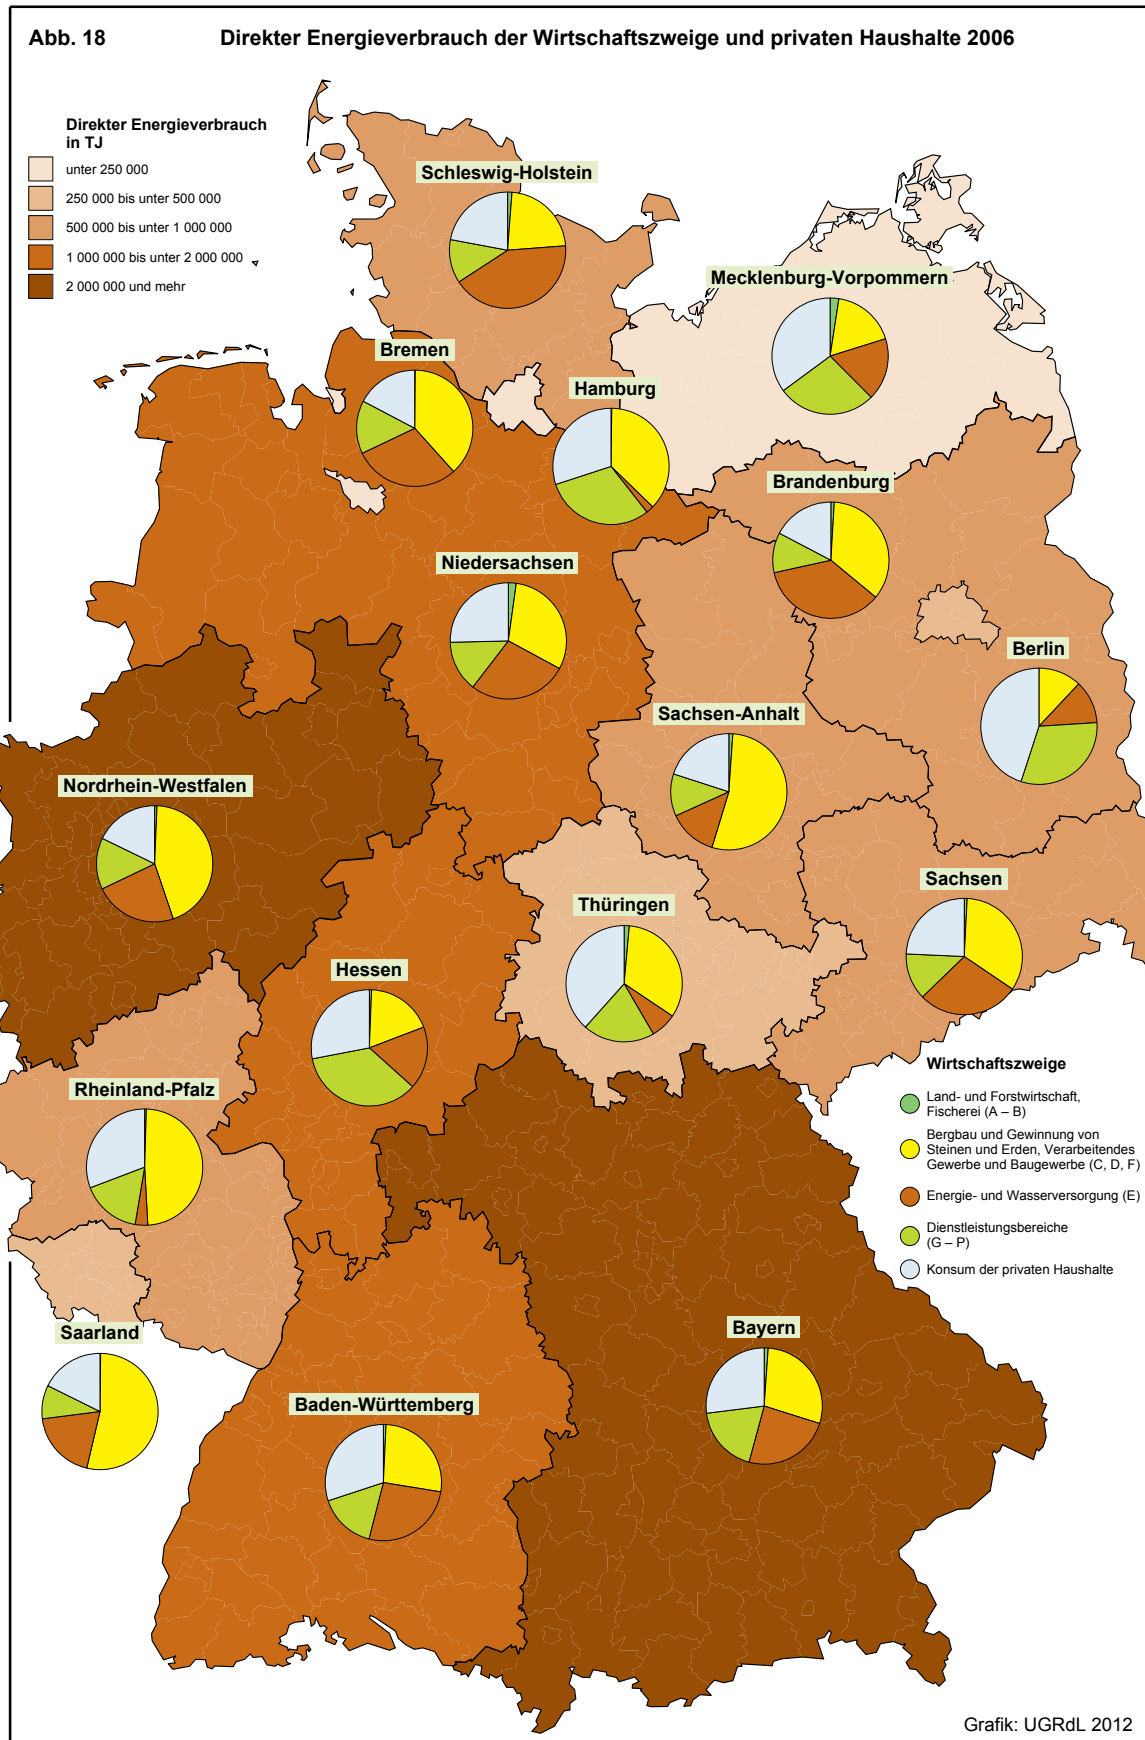 Abb. 18
Direkter Energieverbrauch der Wirtschaftszweige und privaten Haushalte 2006
Direkter Energieverbrauch
in TJ
unter 250 000
250 000 bis unter 500 000
500 000 bis unter 1 000 000
1 000 000 bis unter 2 000 000
2 000 000 und mehr
Schleswig-Holstein
Mecklenburg-Vorpommern
Bremen
Hamburg
Brandenburg
Niedersachsen
Berlin
Sachsen-Anhalt
Nordrhein-Westfalen
Sachsen
Thüringen
Hessen
Rheinland-Pfalz
Saarland
Bayern
Baden-Württemberg
Wirtschaftszweige
Land- und Forstwirtschaft,
Fischerei (A – B)
Bergbau und Gewinnung von
Steinen und Erden, Verarbeitendes
Gewerbe und Baugewerbe (C, D, F)
Energie- und Wasserversorgung (E)
Dienstleistungsbereiche
(G – P)
Konsum der privaten Haushalte
Grafik: UGRdL 2012